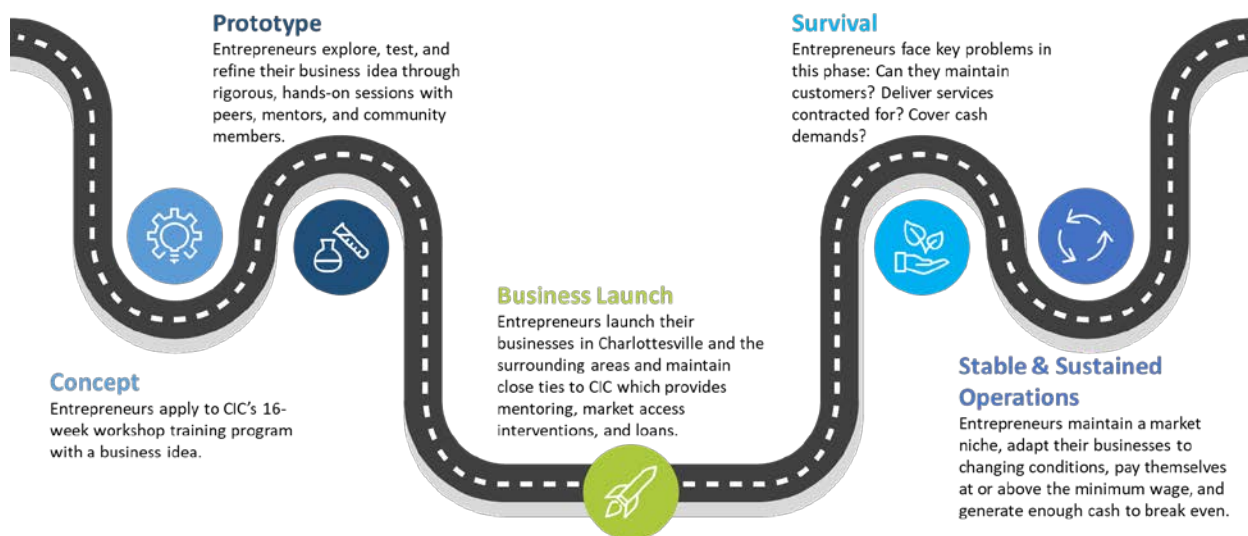 Prototype
Entrepreneurs explore, test, and
refine their business idea through
rigorous, hands-on sessions with
peers, mentors, and community
members.
Survival
Entrepreneurs face key problems in
this phase: Can they maintain
customers? Deliver services
contracted for? Cover cash
demands?
Concept
Entrepreneurs apply to CIC's 16-
week workshop training program
with a business idea.
Business Launch
Entrepreneurs launch their
businesses in Charlottesville and the
surrounding areas and maintain
close ties to CIC which provides
mentoring, market access
interventions, and loans.
Stable & Sustained
Operations
Entrepreneurs maintain a market
niche, adapt their businesses to
changing conditions, pay themselves
at or above the minimum wage, and
generate enough cash to break even.